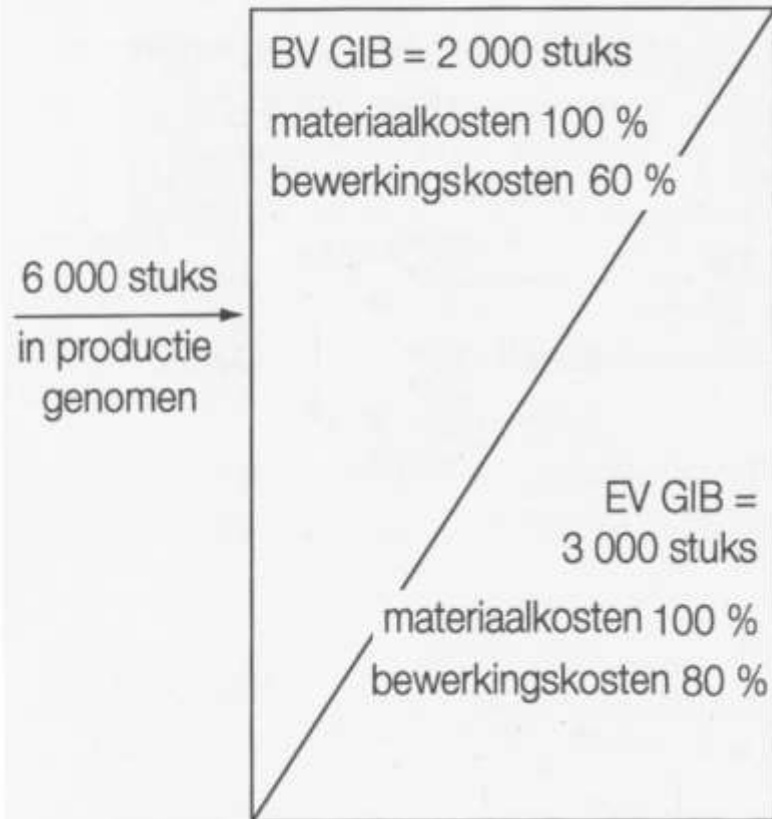 BV GIB = 2 000 stuks
materiaalkosten 100 %
bewerkingskosten 60 %
6 000 stuks
in productie
genomen
EV GIB =
3 000 stuks
materiaalkosten 100 %
bewerkingskosten 80 %